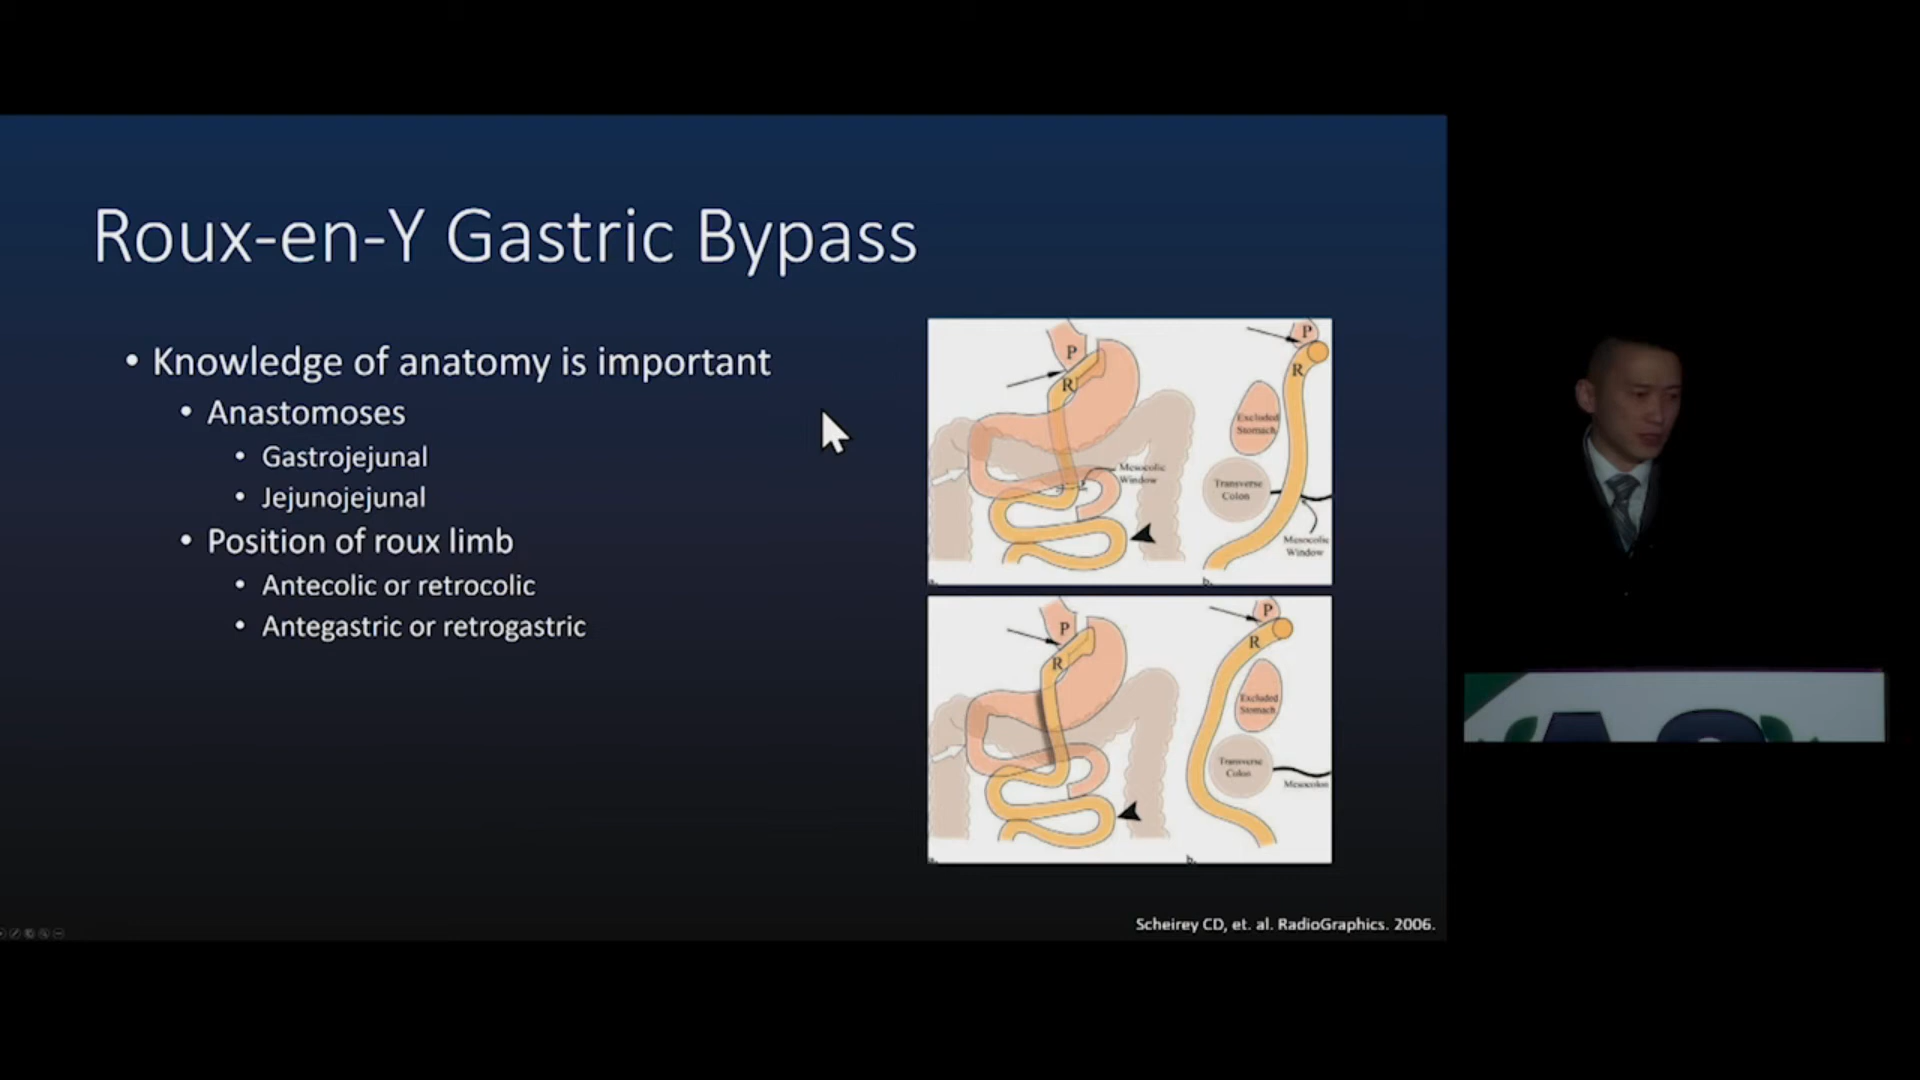 Roux-en-Y Gastric Bypass
• Knowledge of anatomy is important
• Anastomoses
• Gastrojejunal
• Jejunojejunal
• Position of roux limb
• Antecolic or retrocolic
• Antegastric or retrogastric
P
R
Mesocolic
Window
P
R
Excluded
Stomach
Transverse
Colon
Mesocolic
Window
b.
P
R
P
R
Excluded
Stomach
Transverse
Colon
Mesocolon
b.
Scheirey CD, et. al. RadioGraphics. 2006.